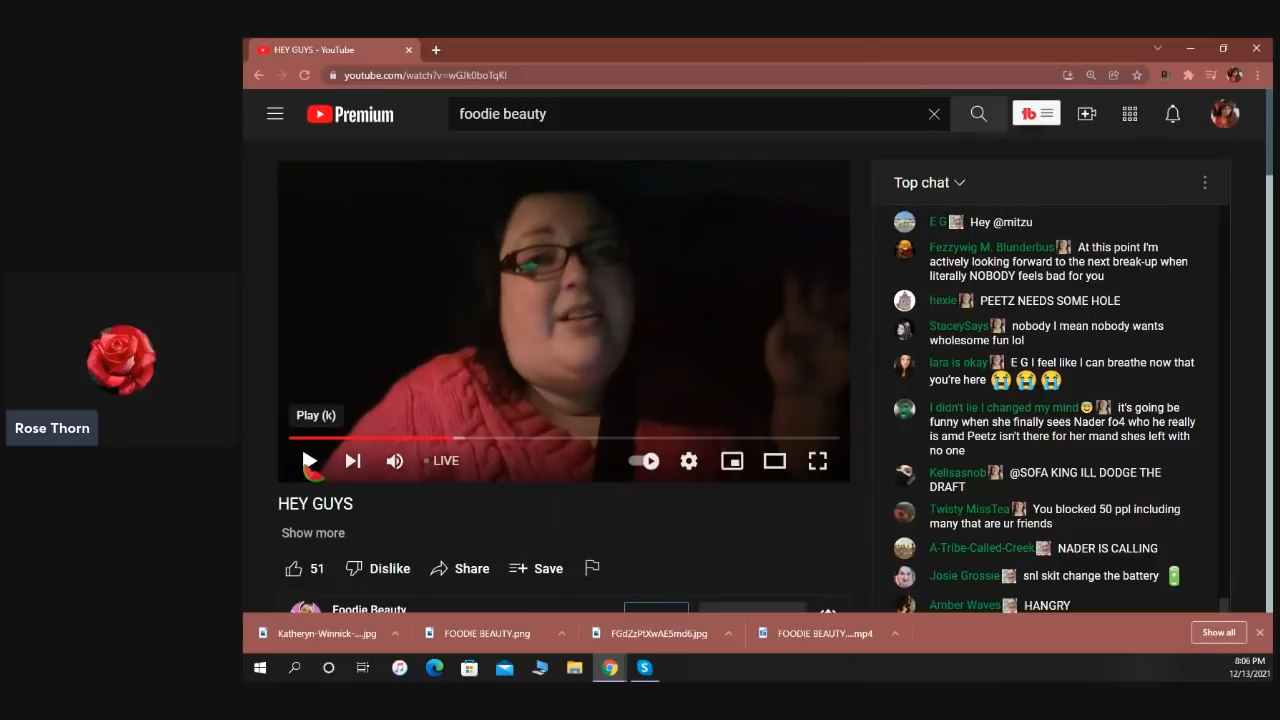 HEY GUYS - YouTube
youtube.com/watch?v=wGJk0boTqKI
Premium
foodie beauty
tb
Top chat
E G Hey @mitzu
Fezzywig M. Blunderbus At this point I'm
actively looking forward to the next break-up when
literally NOBODY feels bad for you
hexie PEETZ NEEDS SOME HOLE
StaceySays nobody I mean nobody wants
wholesome fun lol
lara is okay E G I feel like I can breathe now that
you're here
I didn't lie I changed my mind it's going be
funny when she finally sees Nader fo4 who he really
is amd Peetz isn't there for her mand shes left with
no one
Kelisasnob @SOFA KING ILL DODGE THE
DRAFT
Twisty MissTea You blocked 50 ppl including
many that are ur friends
A-Tribe-Called-Creek NADER IS CALLING
Josie Grossie snl skit change the battery
Amber Waves HANGRY
Play (k)
LIVE
HEY GUYS
Show more
51 Dislike Share Save
Foodie Beauty
Rose Thorn
Katheryn-Winnick-....jpg FOODIE BEAUTY.png FGdZzPtXwAE5md6.jpg FOODIE BEAUTY....mp4 Show all
8:06 PM
12/13/2021